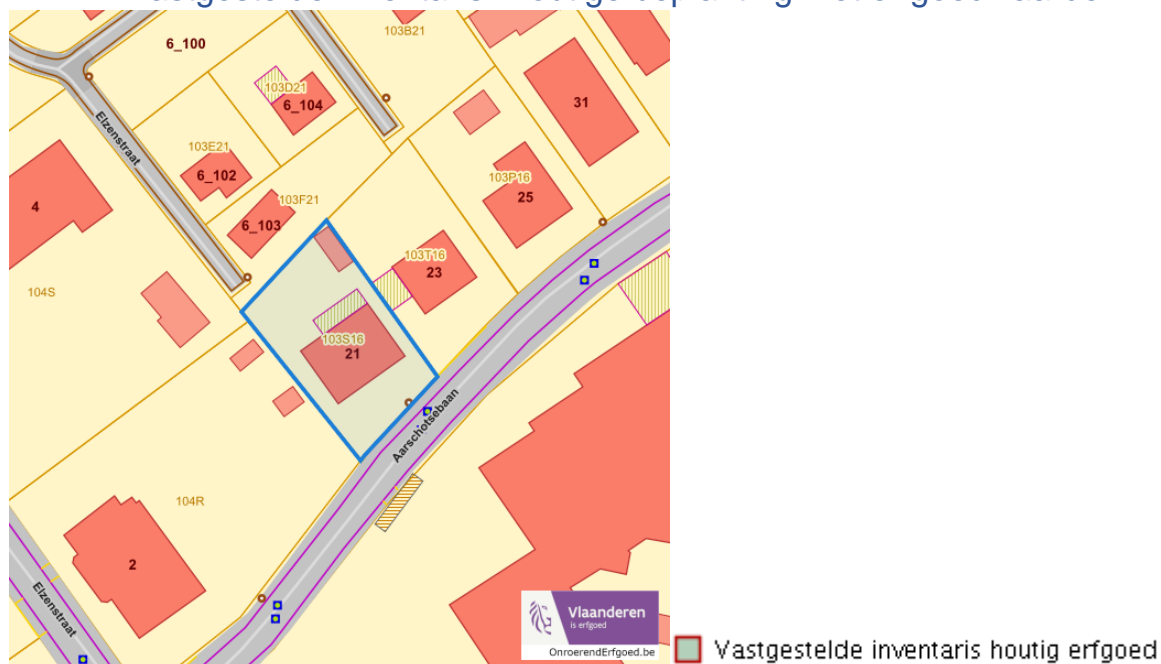 6_100
103B21
103D21
6_104
31
Elzenstraat
103E21
6_102
103P16
25
4
103F21
6_103
103T16
23
104S
103S16
21
Aarschotsebaan
104R
2
Elzenstraat
Vlaanderen
is erfgoed
OnroerendErfgoed.be
Vastgestelde inventaris houtig erfgoed